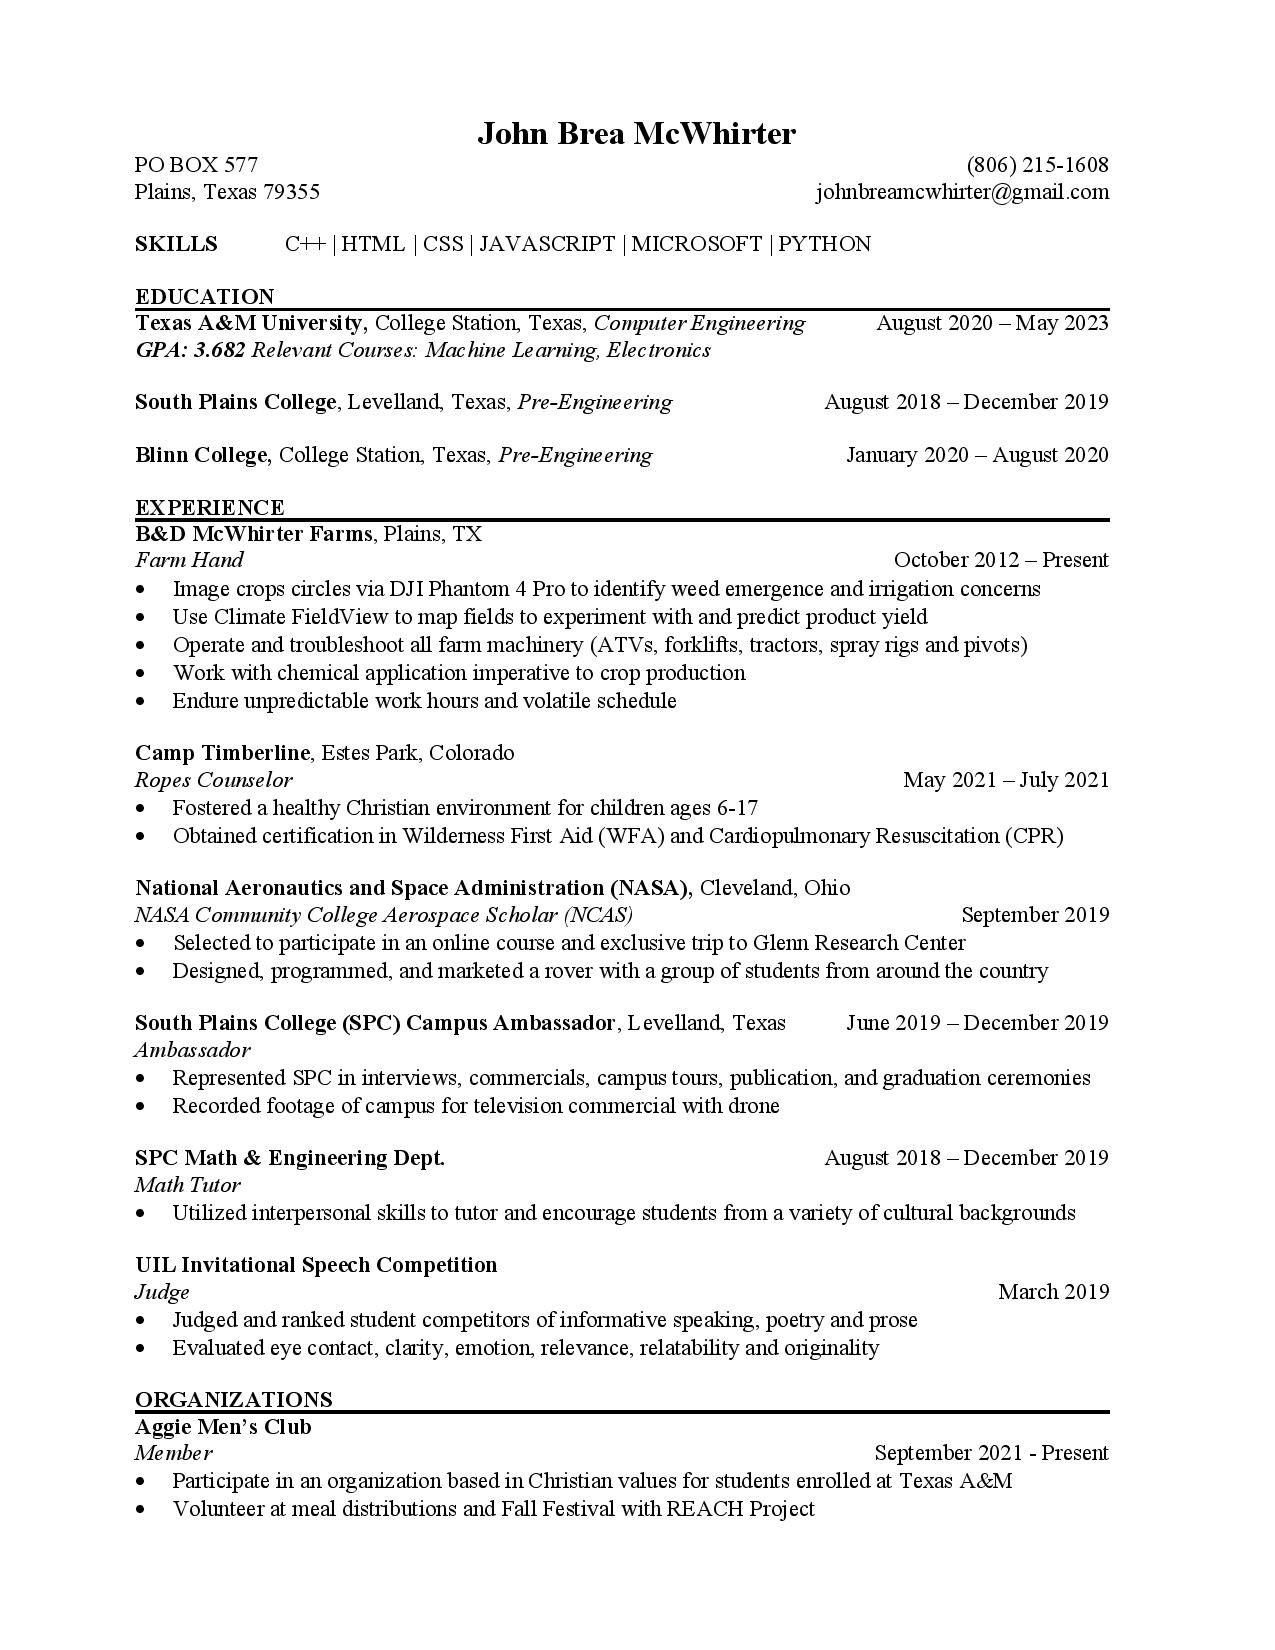 John Brea McWhirter
PO BOX 577 (806) 215-1608
Plains, Texas 79355 johnbreamcwhirter@gmail.com
SKILLS C++ | HTML | CSS | JAVASCRIPT | MICROSOFT | PYTHON
EDUCATION
Texas A&M University, College Station, Texas, Computer Engineering August 2020 – May 2023
GPA: 3.682 Relevant Courses: Machine Learning, Electronics
South Plains College, Levelland, Texas, Pre-Engineering August 2018 – December 2019
Blinn College, College Station, Texas, Pre-Engineering January 2020 – August 2020
EXPERIENCE
B&D McWhirter Farms, Plains, TX
Farm Hand October 2012 – Present
• Image crops circles via DJI Phantom 4 Pro to identify weed emergence and irrigation concerns
• Use Climate FieldView to map fields to experiment with and predict product yield
• Operate and troubleshoot all farm machinery (ATVs, forklifts, tractors, spray rigs and pivots)
• Work with chemical application imperative to crop production
• Endure unpredictable work hours and volatile schedule
Camp Timberline, Estes Park, Colorado
Ropes Counselor May 2021 – July 2021
• Fostered a healthy Christian environment for children ages 6-17
• Obtained certification in Wilderness First Aid (WFA) and Cardiopulmonary Resuscitation (CPR)
National Aeronautics and Space Administration (NASA), Cleveland, Ohio
NASA Community College Aerospace Scholar (NCAS) September 2019
• Selected to participate in an online course and exclusive trip to Glenn Research Center
• Designed, programmed, and marketed a rover with a group of students from around the country
South Plains College (SPC) Campus Ambassador, Levelland, Texas June 2019 – December 2019
Ambassador
• Represented SPC in interviews, commercials, campus tours, publication, and graduation ceremonies
• Recorded footage of campus for television commercial with drone
SPC Math & Engineering Dept. August 2018 – December 2019
Math Tutor
• Utilized interpersonal skills to tutor and encourage students from a variety of cultural backgrounds
UIL Invitational Speech Competition
Judge March 2019
• Judged and ranked student competitors of informative speaking, poetry and prose
• Evaluated eye contact, clarity, emotion, relevance, relatability and originality
ORGANIZATIONS
Aggie Men’s Club
Member September 2021 - Present
• Participate in an organization based in Christian values for students enrolled at Texas A&M
• Volunteer at meal distributions and Fall Festival with REACH Project